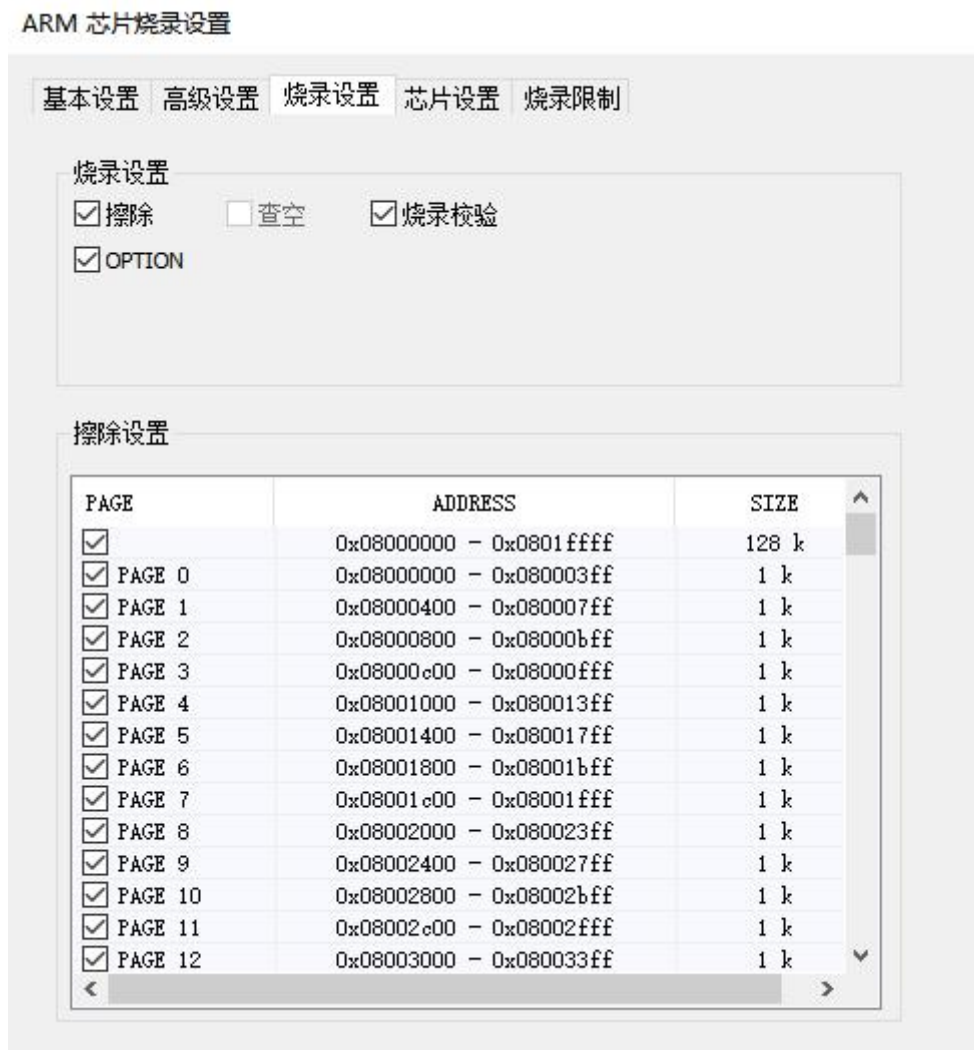 ARM 芯片烧录设置
基本设置 高级设置 烧录设置 芯片设置 烧录限制
烧录设置
擦除 查空 烧录校验
OPTION
擦除设置
PAGE ADDRESS SIZE
0x08000000 - 0x0801ffff 128 k
PAGE 0 0x08000000 - 0x080003ff 1 k
PAGE 1 0x08000400 - 0x080007ff 1 k
PAGE 2 0x08000800 - 0x08000bff 1 k
PAGE 3 0x08000c00 - 0x08000fff 1 k
PAGE 4 0x08001000 - 0x080013ff 1 k
PAGE 5 0x08001400 - 0x080017ff 1 k
PAGE 6 0x08001800 - 0x08001bff 1 k
PAGE 7 0x08001c00 - 0x08001fff 1 k
PAGE 8 0x08002000 - 0x080023ff 1 k
PAGE 9 0x08002400 - 0x080027ff 1 k
PAGE 10 0x08002800 - 0x08002bff 1 k
PAGE 11 0x08002c00 - 0x08002fff 1 k
PAGE 12 0x08003000 - 0x080033ff 1 k